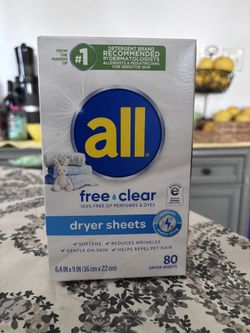 FROM THE MAKERS OF
#1
DETERGENT BRAND
RECOMMENDED
BY DERMATOLOGISTS
ALLERGISTS & PEDIATRICIANS
FOR SENSITIVE SKIN
all
free clear
100% FREE OF PERFUMES & DYES
dryer sheets
SOFTENS
REDUCES WRINKLES
GENTLE ON SKIN
HELPS REPEL PET HAIR
6.4 IN x 9 IN (16 cm x 22 cm)
80
DRYER SHEETS